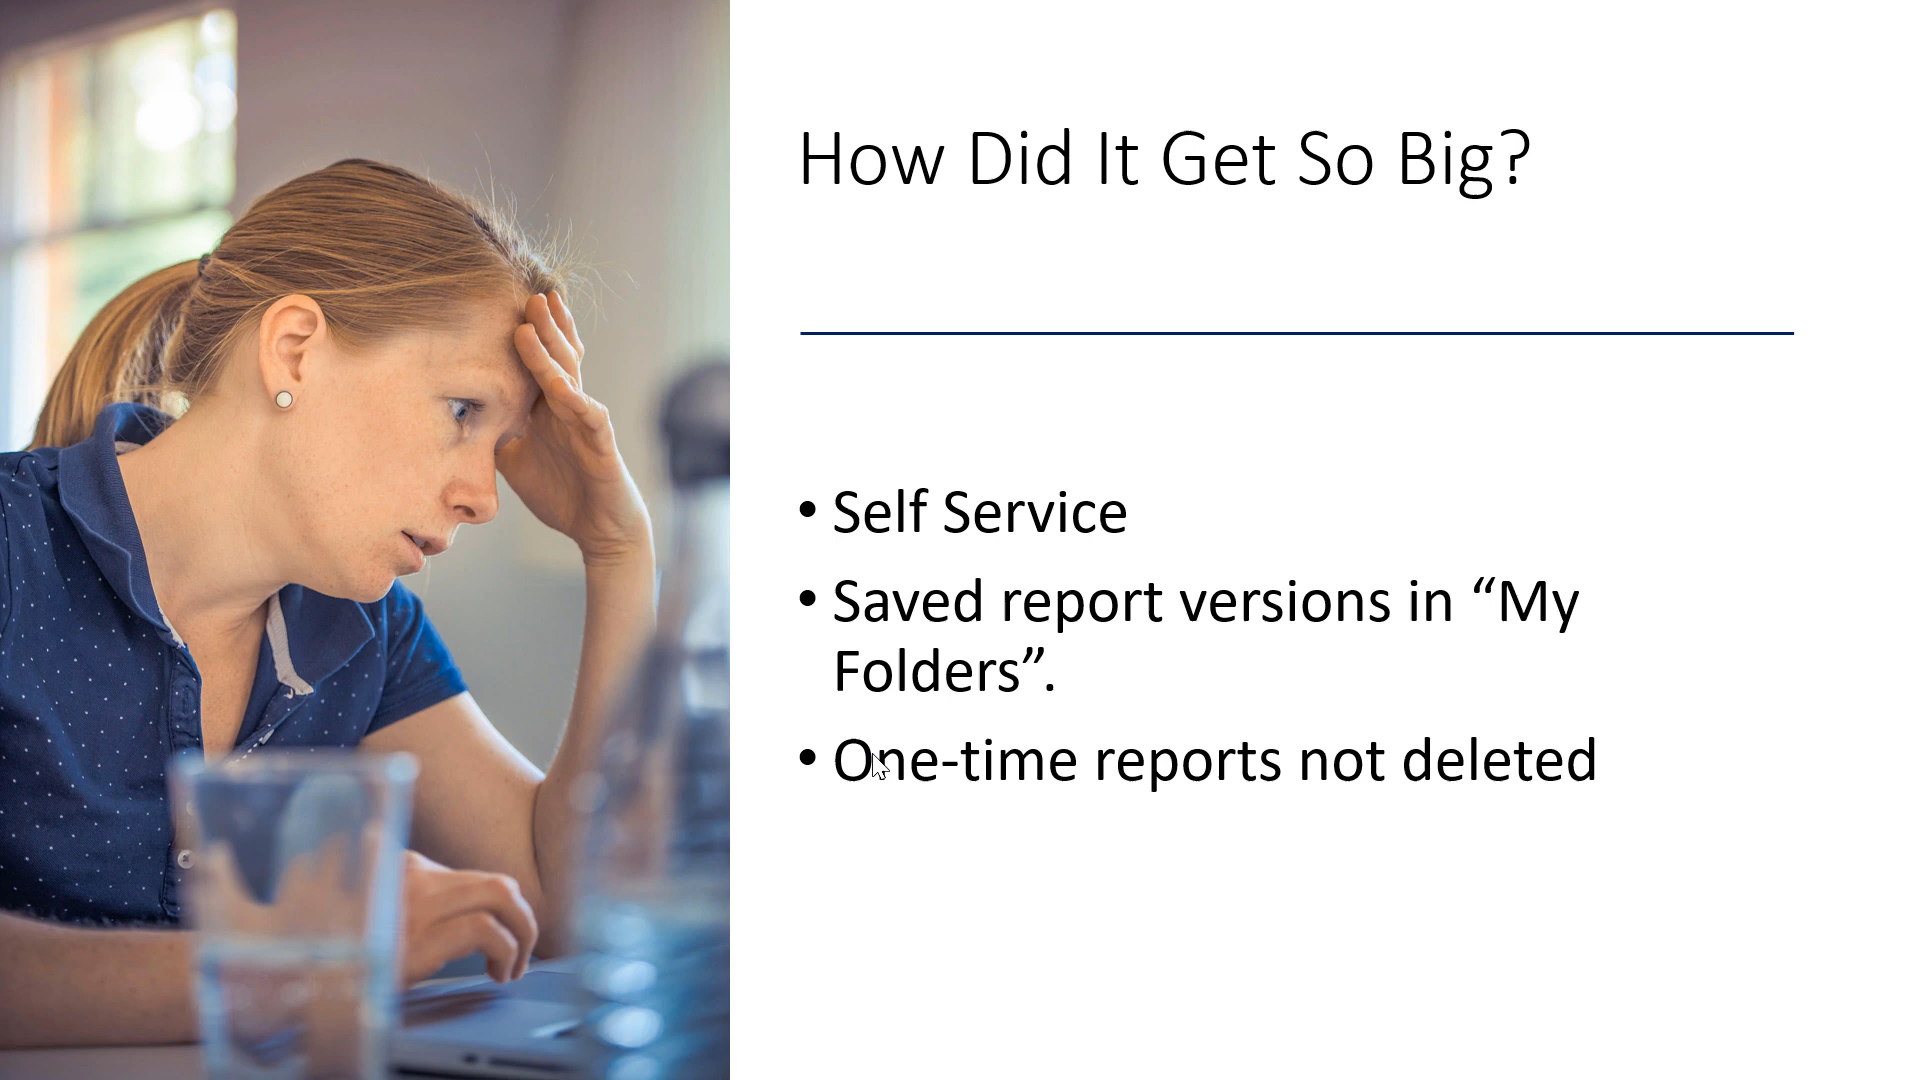 How Did It Get So Big?
• Self Service
• Saved report versions in “My
Folders”.
• One-time reports not deleted